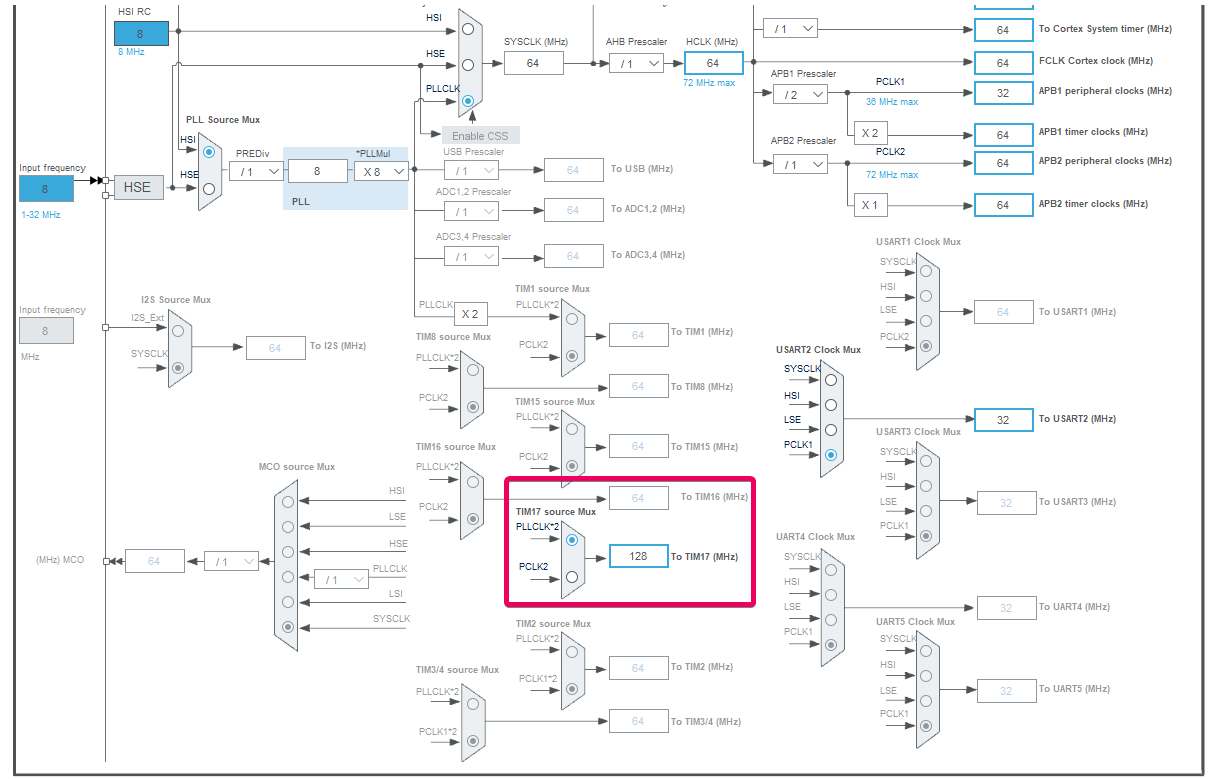 HSI RC
8
8 MHz
HSI
HSE
PLLCLK
SYSCLK (MHz)
64
AHB Prescaler
/ 1
HCLK (MHz)
64
72 MHz max
/ 1
64
To Cortex System timer (MHz)
64
FCLK Cortex clock (MHz)
APB1 Prescaler
/ 2
PCLK1
36 MHz max
32
APB1 peripheral clocks (MHz)
X 2
64
APB1 timer clocks (MHz)
APB2 Prescaler
/ 1
PCLK2
72 MHz max
64
APB2 peripheral clocks (MHz)
X 1
64
APB2 timer clocks (MHz)
Enable CSS
PLL Source Mux
HSI
HSE
PREDiv
/ 1
8
*PLLMul
X 8
PLL
Input frequency
8
1-32 MHz
HSE
USB Prescaler
/ 1
64
To USB (MHz)
ADC1,2 Prescaler
/ 1
64
To ADC1,2 (MHz)
ADC3,4 Prescaler
/ 1
64
To ADC3,4 (MHz)
Input frequency
8
MHz
I2S Source Mux
I2S_Ext
SYSCLK
64
To I2S (MHz)
PLLCLK
X 2
TIM1 source Mux
PLLCLK*2
PCLK2
64
To TIM1 (MHz)
TIM8 source Mux
PLLCLK*2
PCLK2
64
To TIM8 (MHz)
TIM15 source Mux
PLLCLK*2
PCLK2
64
To TIM15 (MHz)
TIM16 source Mux
PLLCLK*2
PCLK2
64
To TIM16 (MHz)
TIM17 source Mux
PLLCLK*2
PCLK2
128
To TIM17 (MHz)
TIM2 source Mux
PLLCLK*2
PCLK1*2
64
To TIM2 (MHz)
TIM3/4 source Mux
PLLCLK*2
PCLK1*2
64
To TIM3/4 (MHz)
MCO source Mux
HSI
LSE
HSE
PLLCLK
/ 1
LSI
SYSCLK
(MHz) MCO
64
/ 1
USART1 Clock Mux
SYSCLK
HSI
LSE
PCLK2
64
To USART1 (MHz)
USART2 Clock Mux
SYSCLK
HSI
LSE
PCLK1
32
To USART2 (MHz)
USART3 Clock Mux
SYSCLK
HSI
LSE
PCLK1
32
To USART3 (MHz)
UART4 Clock Mux
SYSCLK
HSI
LSE
PCLK1
32
To UART4 (MHz)
UART5 Clock Mux
SYSCLK
HSI
LSE
PCLK1
32
To UART5 (MHz)